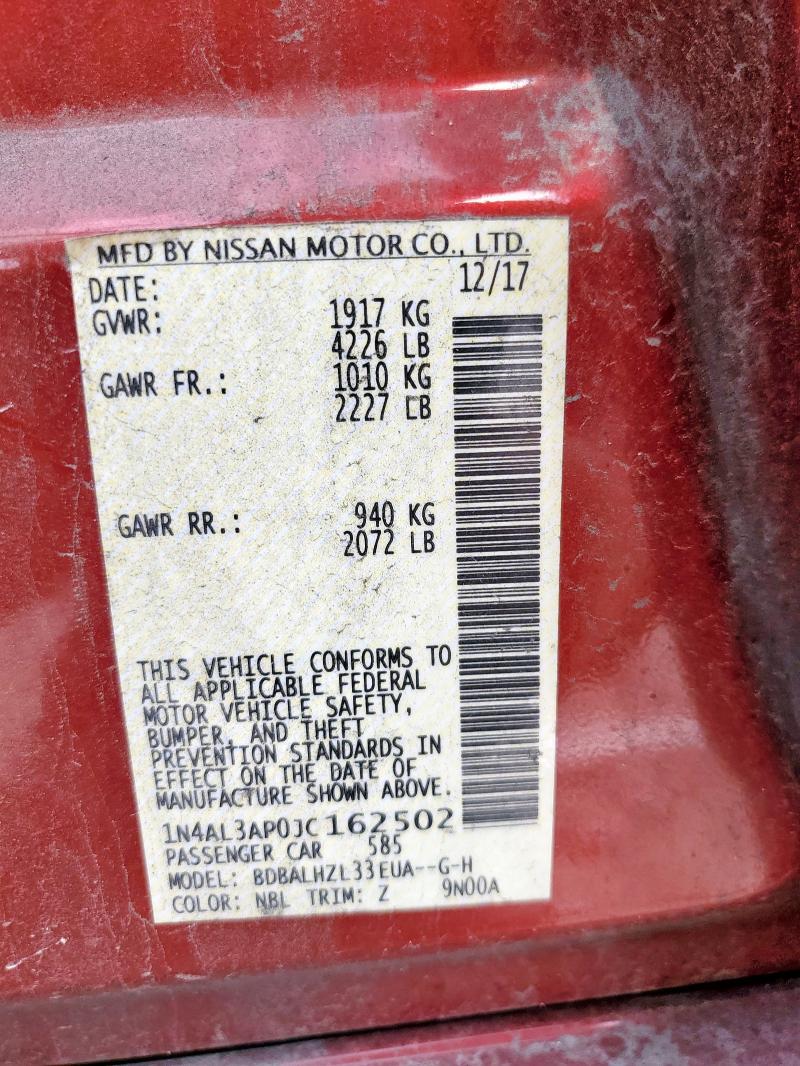 MFD BY NISSAN MOTOR CO., LTD.
DATE: 12/17
GVWR: 1917 KG
4226 LB
GAWR FR.: 1010 KG
2227 LB
GAWR RR.: 940 KG
2072 LB
THIS VEHICLE CONFORMS TO
ALL APPLICABLE FEDERAL
MOTOR VEHICLE SAFETY,
BUMPER, AND THEFT
PREVENTION STANDARDS IN
EFFECT ON THE DATE OF
MANUFACTURE SHOWN ABOVE.
1N4AL3AP0JC162502
PASSENGER CAR 585
MODEL: BDBALHZL33EUA--G-H
COLOR: NBL TRIM: Z 9N00A